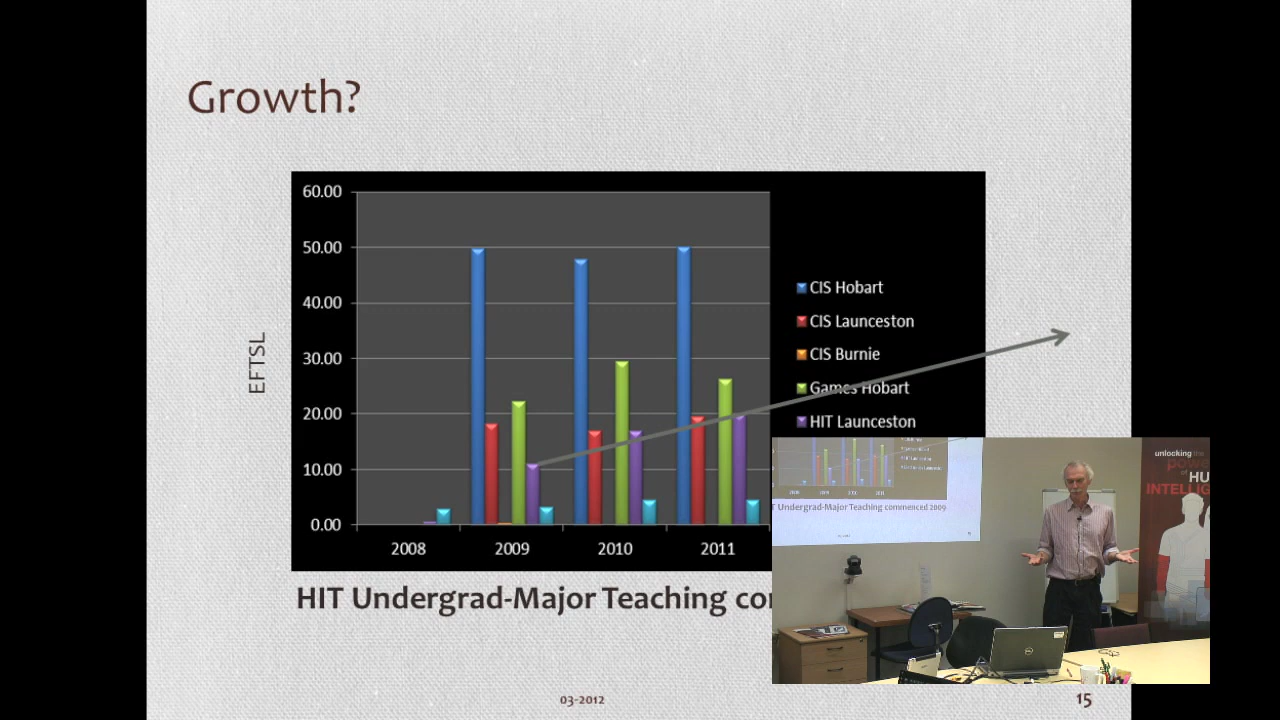 Growth?
60.00
50.00
40.00
30.00
20.00
10.00
0.00
EFTSL
2008 2009 2010 2011
CIS Hobart
CIS Launceston
CIS Burnie
Games Hobart
HIT Launceston
HIT Undergrad-Major Teaching
Undergrad-Major Teaching commenced 2009
unlocking the
power
of HU
INTELLIG
03-2012
15